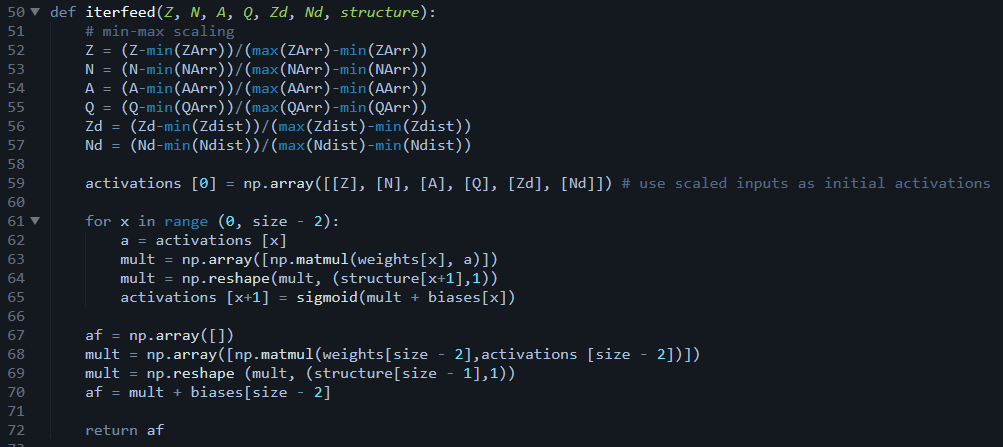 50 def iterfeed(Z, N, A, Q, Zd, Nd, structure):
51     # min-max scaling
52     Z = (Z-min(ZArr))/(max(ZArr)-min(ZArr))
53     N = (N-min(NArr))/(max(NArr)-min(NArr))
54     A = (A-min(AArr))/(max(AArr)-min(AArr))
55     Q = (Q-min(QArr))/(max(QArr)-min(QArr))
56     Zd = (Zd-min(Zdist))/(max(Zdist)-min(Zdist))
57     Nd = (Nd-min(Ndist))/(max(Ndist)-min(Ndist))
58
59     activations [0] = np.array([[Z], [N], [A], [Q], [Zd], [Nd]]) # use scaled inputs as initial activations
60
61     for x in range (0, size - 2):
62         a = activations [x]
63         mult = np.array([np.matmul(weights[x], a)])
64         mult = np.reshape(mult, (structure[x+1],1))
65         activations [x+1] = sigmoid(mult + biases[x])
66
67     af = np.array([])
68     mult = np.array([np.matmul(weights[size - 2],activations [size - 2])])
69     mult = np.reshape (mult, (structure[size - 1],1))
70     af = mult + biases[size - 2]
71
72     return af